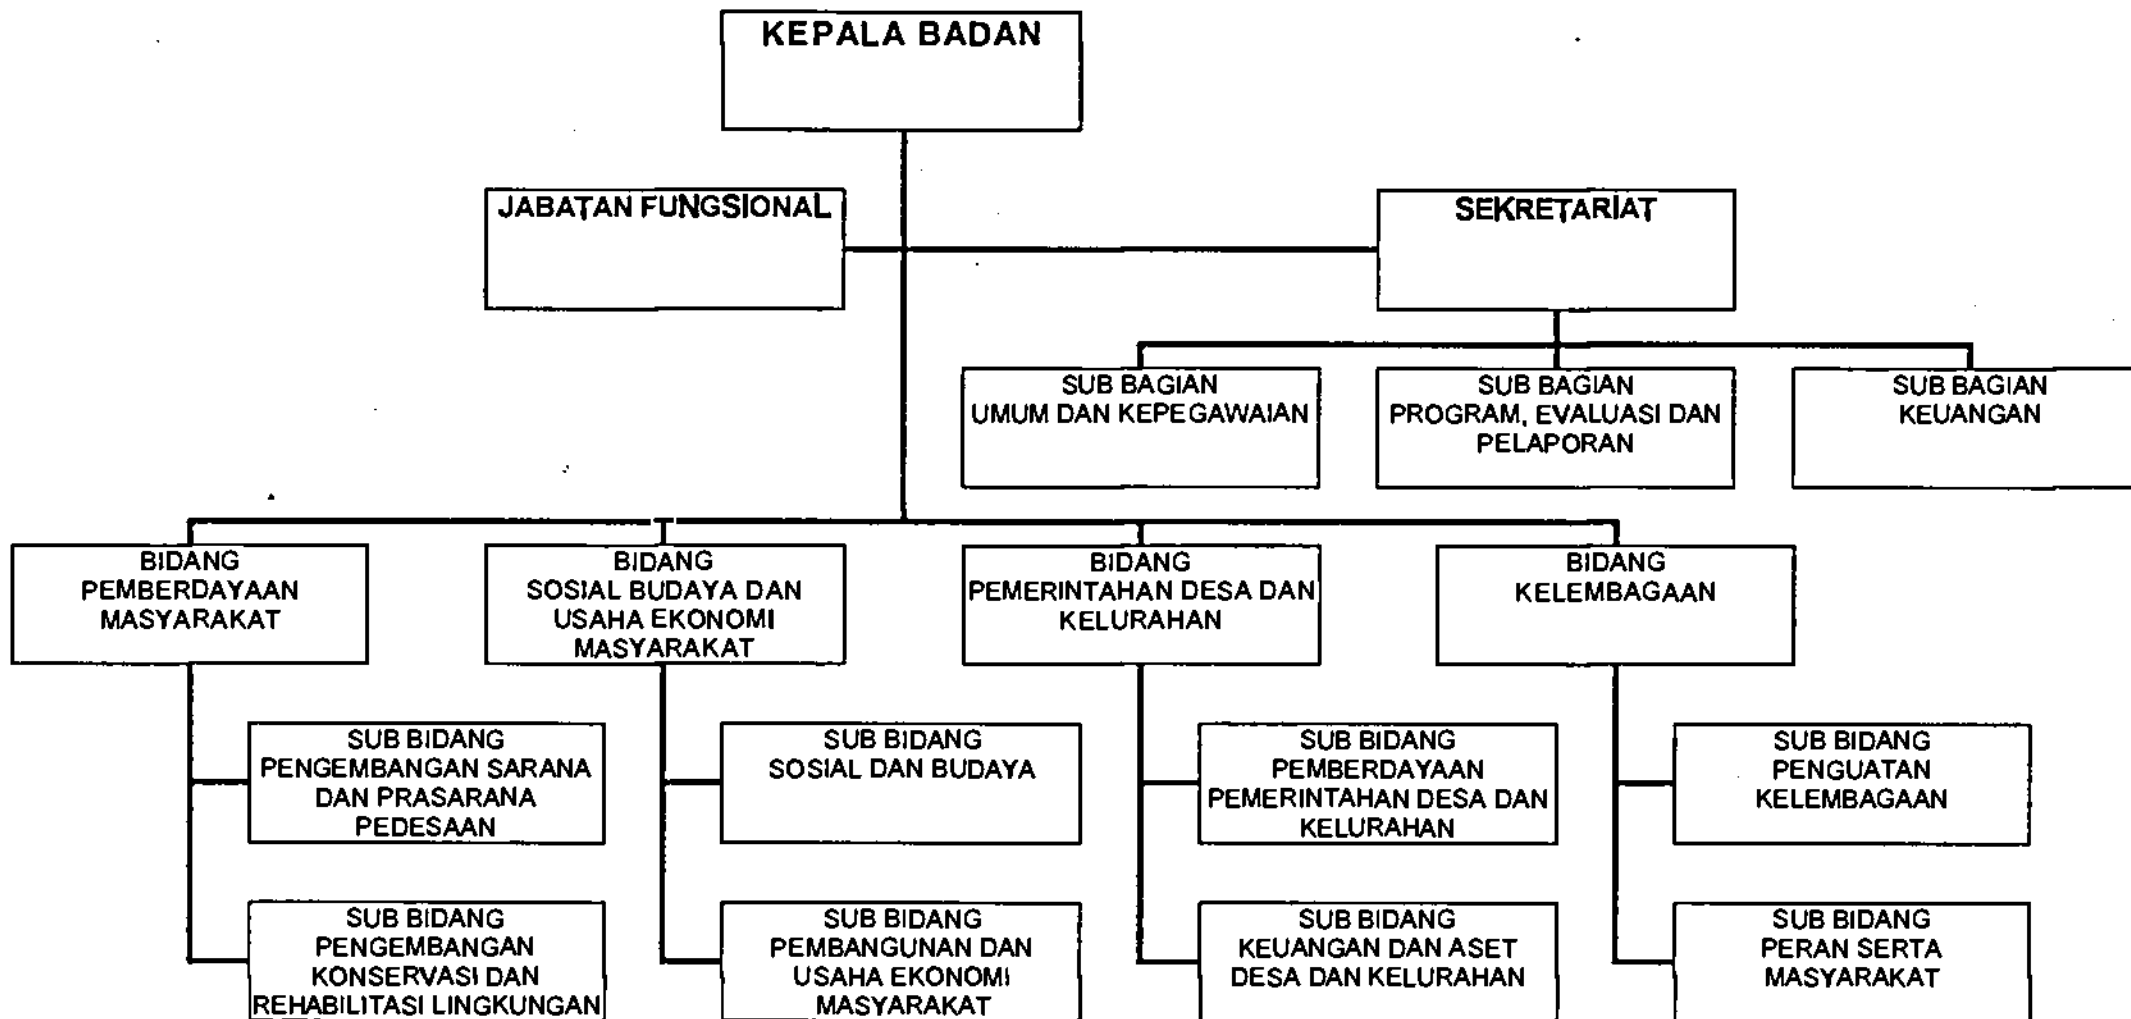 KEPALA BADAN
JABATAN FUNGSIONAL
SEKRETARIAT
SUB BAGIAN
UMUM DAN KEPEGAWAIAN
SUB BAGIAN
PROGRAM, EVALUASI DAN
PELAPORAN
SUB BAGIAN
KEUANGAN
BIDANG
PEMBERDAYAAN
MASYARAKAT
BIDANG
SOSIAL BUDAYA DAN
USAHA EKONOMI
MASYARAKAT
BIDANG
PEMERINTAHAN DESA DAN
KELURAHAN
BIDANG
KELEMBAGAAN
SUB BIDANG
PENGEMBANGAN SARANA
DAN PRASARANA
PEDESAAN
SUB BIDANG
SOSIAL DAN BUDAYA
SUB BIDANG
PEMBERDAYAAN
PEMERINTAHAN DESA DAN
KELURAHAN
SUB BIDANG
PENGUATAN
KELEMBAGAAN
SUB BIDANG
PENGEMBANGAN
KONSERVASI DAN
REHABILITASI LINGKUNGAN
SUB BIDANG
PEMBANGUNAN DAN
USAHA EKONOMI
MASYARAKAT
SUB BIDANG
KEUANGAN DAN ASET
DESA DAN KELURAHAN
SUB BIDANG
PERAN SERTA
MASYARAKAT